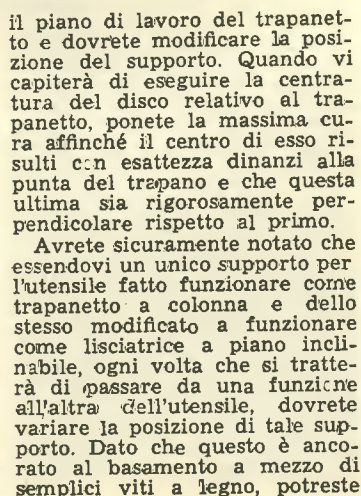 il piano di lavoro del trapanet-
to e dovrete modificare la posi-
zione del supporto. Quando vi
capiterà di eseguire la centra-
tura del disco relativo al tra-
panetto, ponete la massima cu-
ra affinché il centro di esso ri-
sulti con esattezza dinanzi alla
punta del trapano e che questa
ultima sia rigorosamente per-
pendicolare rispetto al primo.
Avrete sicuramente notato che
essendovi un unico supporto per
l'utensile fatto funzionare come
trapanetto a colonna e dello
stesso modificato a funzionare
come lisciatrice a piano incli-
nabile, ogni volta che si tratte-
rà di passare da una funzione
all'altra dell'utensile, dovrete
variare la posizione di tale sup-
porto. Dato che questo è anco-
rato al basamento a mezzo di
semplici viti a legno, potreste